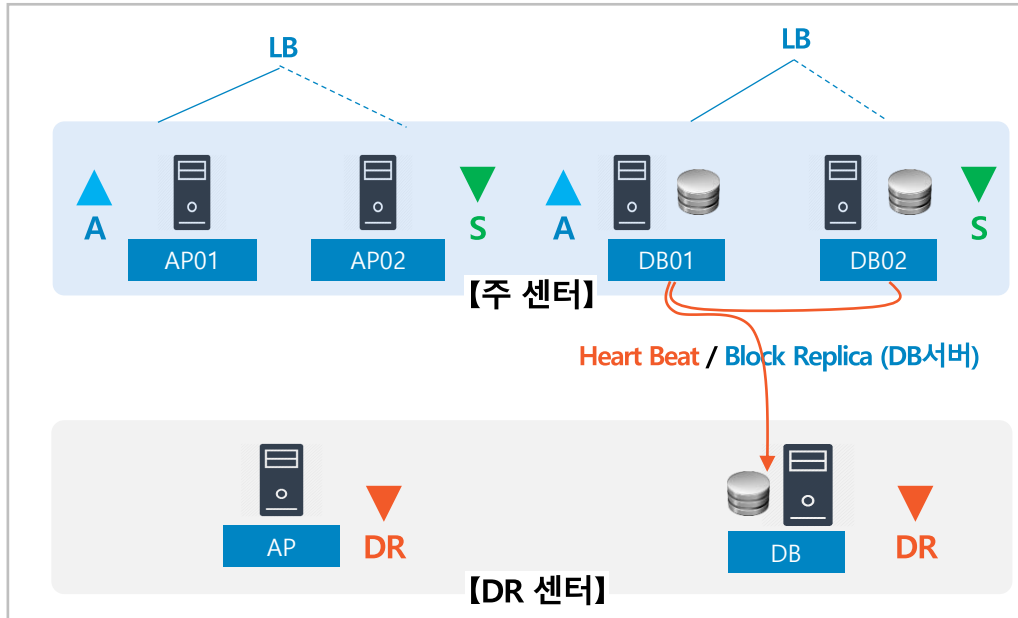 LB
LB
A
S
A
S
AP01
AP02
DB01
DB02
【주 센터】
Heart Beat / Block Replica (DB서버)
AP
DR
DB
DR
【DR 센터】